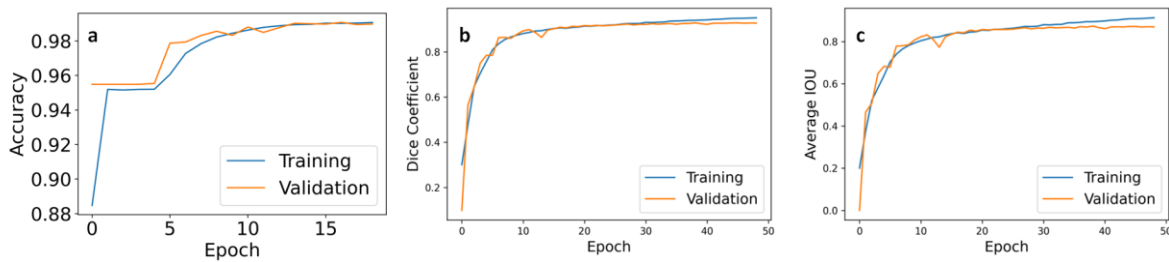 a
Accuracy
0.98
0.96
0.94
0.92
0.90
0.88
0
5
10
15
Epoch
Training
Validation
b
Dice Coefficient
0.8
0.6
0.4
0.2
0
10
20
30
40
50
Epoch
Training
Validation
c
Average IOU
0.8
0.6
0.4
0.2
0.0
0
10
20
30
40
50
Epoch
Training
Validation